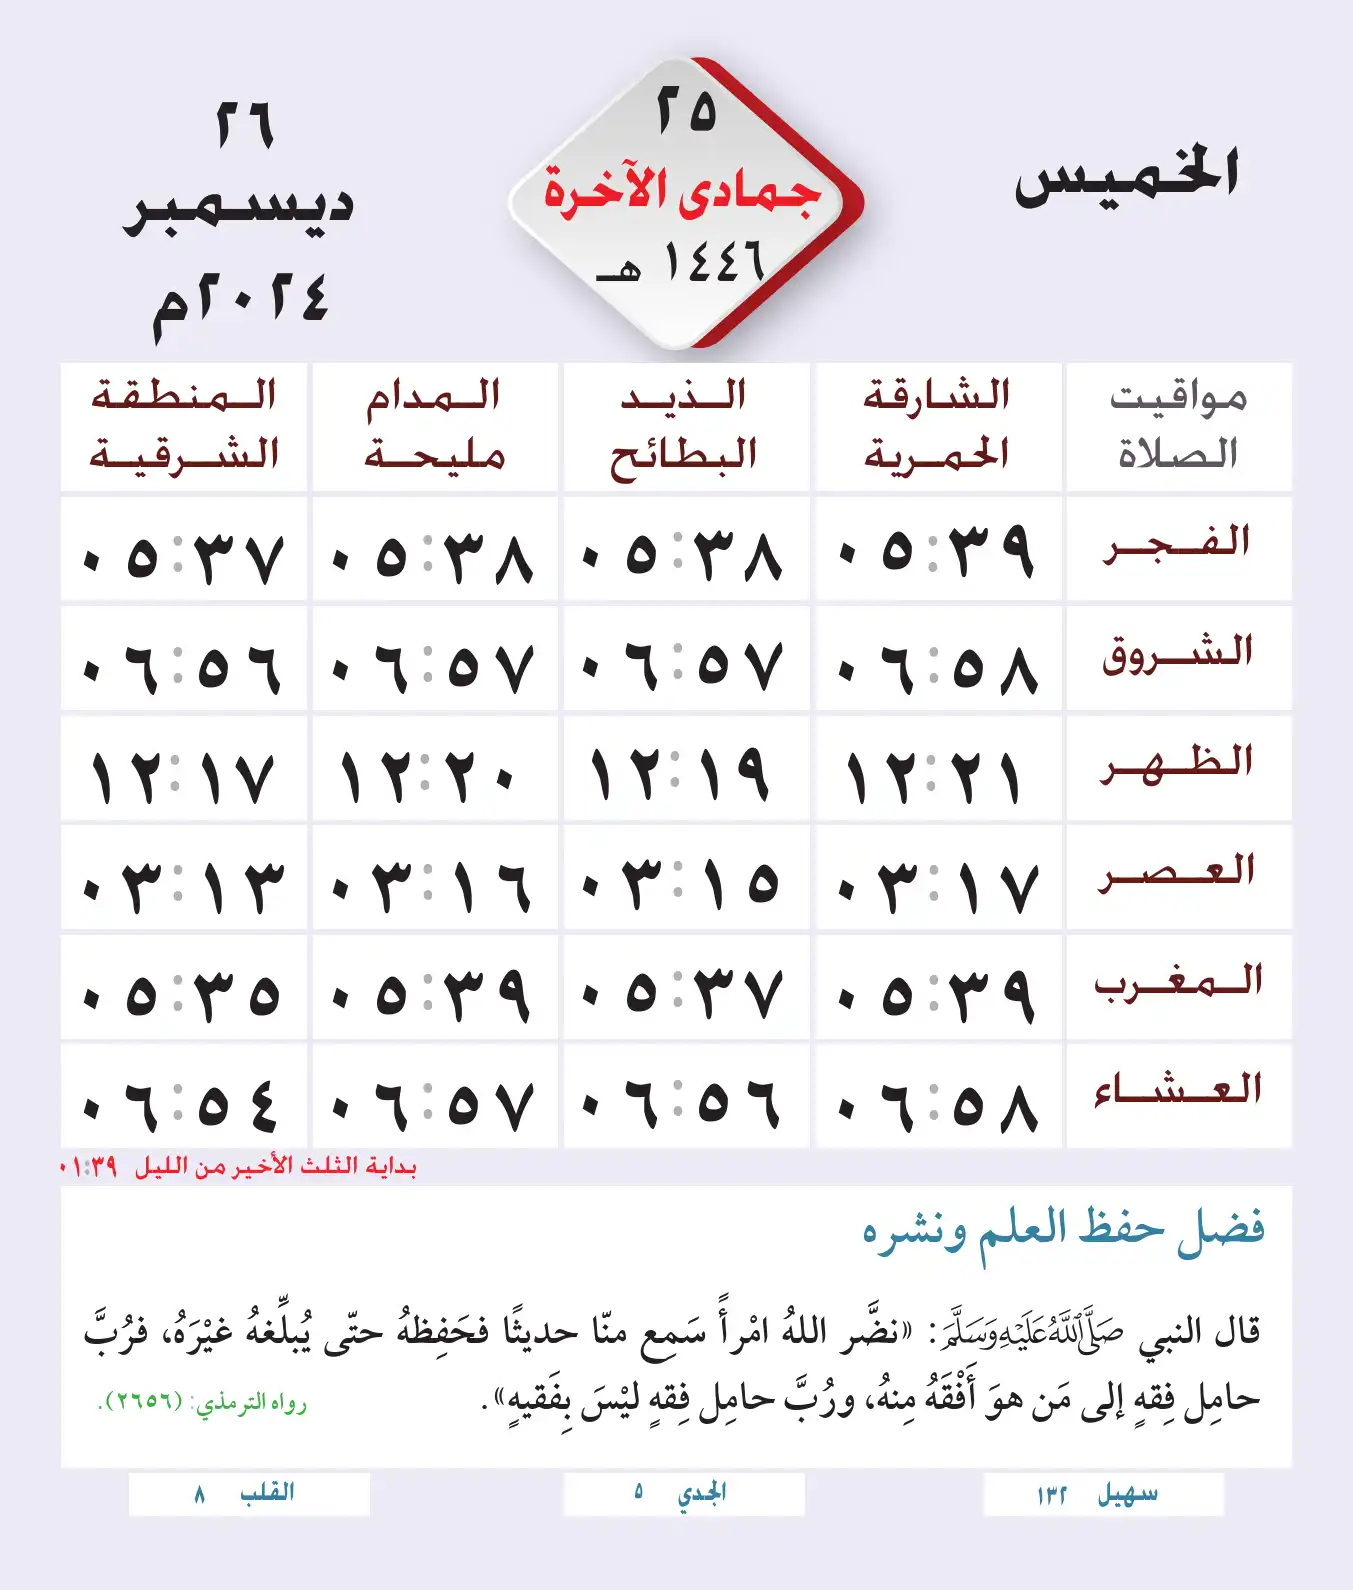 الخميس
٢٥
جمادى الآخرة
١٤٤٦ هـ
٢٦
ديسمبر
٢٠٢٤م
مواقيت الصلاة
الشارقة الحمرية
الذيد البطائح
المدام مليحة
المنطقة الشرقية
الفجر ٠٥:٣٩ ٠٥:٣٨ ٠٥:٣٨ ٠٥:٣٧
الشروق ٠٦:٥٨ ٠٦:٥٧ ٠٦:٥٧ ٠٦:٥٦
الظهر ١٢:٢١ ١٢:١٩ ١٢:٢٠ ١٢:١٧
العصر ٠٣:١٧ ٠٣:١٥ ٠٣:١٦ ٠٣:١٣
المغرب ٠٥:٣٩ ٠٥:٣٧ ٠٥:٣٩ ٠٥:٣٥
العشاء ٠٦:٥٨ ٠٦:٥٦ ٠٦:٥٧ ٠٦:٥٤
بداية الثلث الأخير من الليل ٠١:٣٩
فضل حفظ العلم ونشره
قال النبي صَلَّى اللَّهُ عَلَيْهِ وَسَلَّمَ: «نضَّر اللهُ امْرأً سَمِع منّا حديثًا فحَفِظهُ حتّى يُبلِّغهُ غيْرَهُ، فرُبَّ
حامِل فِقهٍ إلى مَن هوَ أَفْقَهُ مِنهُ، ورُبَّ حامِل فِقهٍ ليْسَ بِفَقيهٍ».
رواه الترمذي: (٢٦٥٦).
سهيل ١٣٢
الجدي ٥
القلب ٨